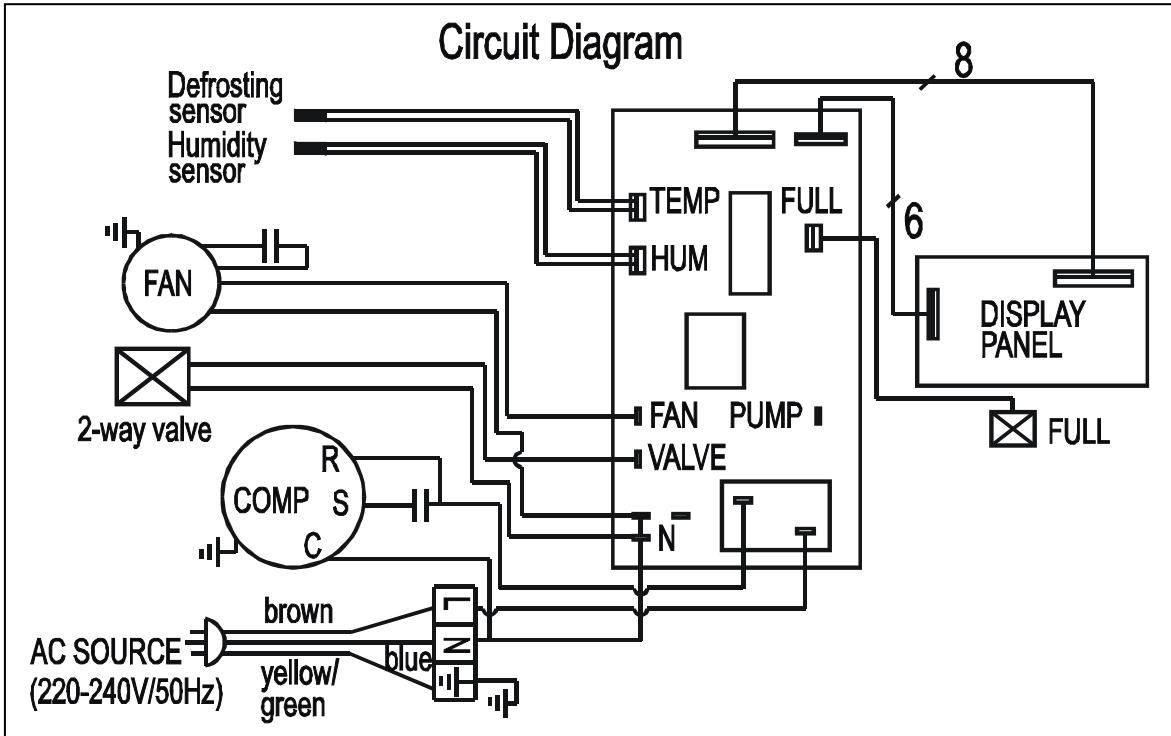 Circuit Diagram
8
Defrosting
sensor
Humidity
sensor
TEMP
FULL
6
HUM
FAN
DISPLAY
PANEL
FAN
PUMP
FULL
2-way valve
VALVE
R
COMP
S
N
C
brown
L
AC SOURCE
N
blue
(220-240V/50Hz)
yellow/
green